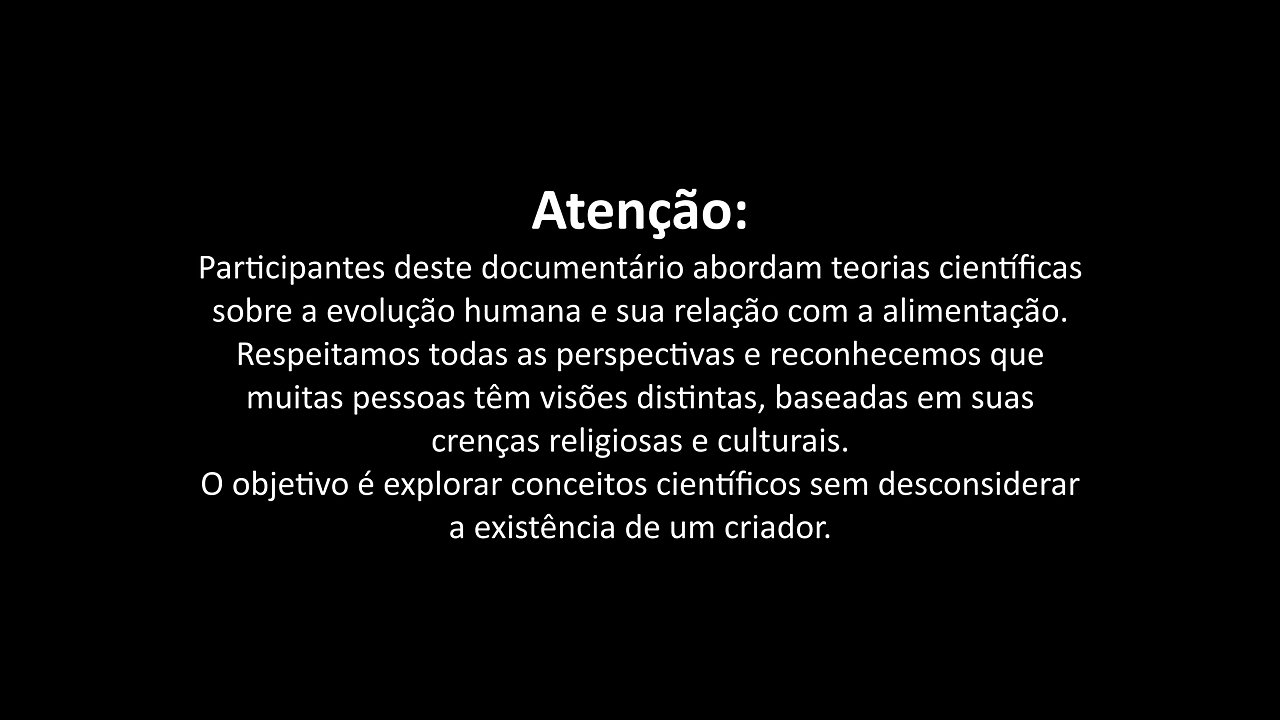 Atenção:
Participantes deste documentário abordam teorias científicas
sobre a evolução humana e sua relação com a alimentação.
Respeitamos todas as perspectivas e reconhecemos que
muitas pessoas têm visões distintas, baseadas em suas
crenças religiosas e culturais.
O objetivo é explorar conceitos científicos sem desconsiderar
a existência de um criador.